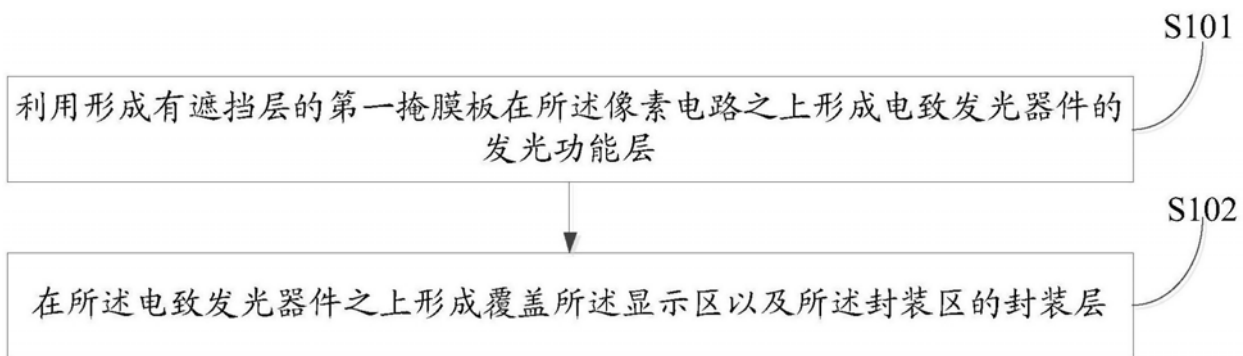 S101
利用形成有遮挡层的第一掩膜板在所述像素电路之上形成电致发光器件的
发光功能层
S102
在所述电致发光器件之上形成覆盖所述显示区以及所述封装区的封装层